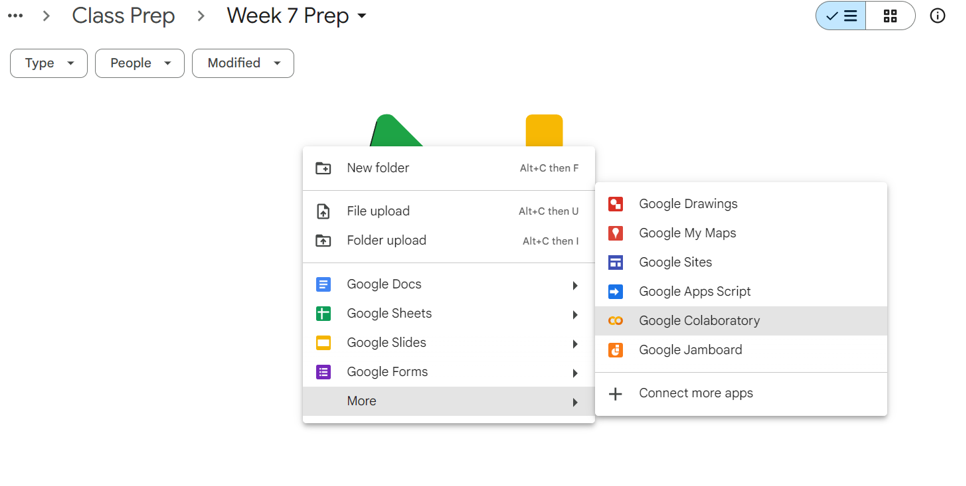 Class Prep Week 7 Prep
Type People Modified
New folder Alt+C then F
File upload Alt+C then U
Folder upload Alt+C then I
Google Docs
Google Sheets
Google Slides
Google Forms
More
Google Drawings
Google My Maps
Google Sites
Google Apps Script
Google Colaboratory
Google Jamboard
Connect more apps